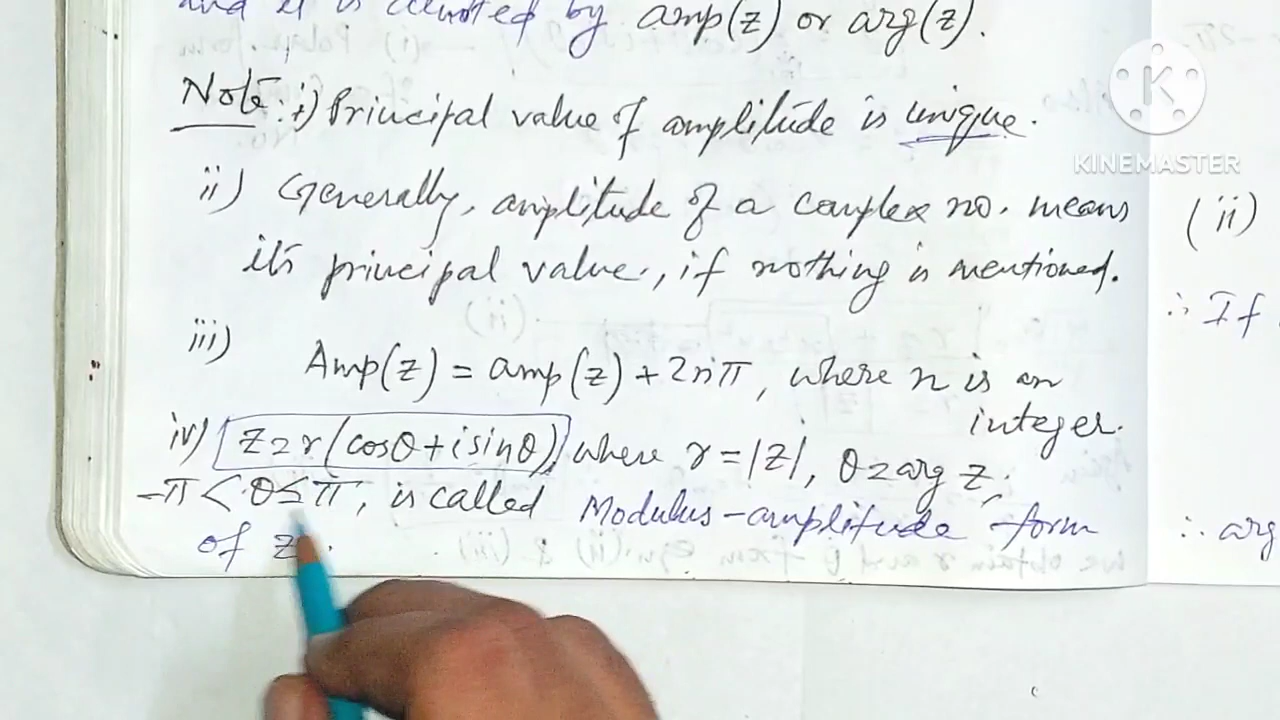 and it is denoted by amp(z) or arg(z).
Note: i) Principal value of amplitude is unique.
ii) Generally, amplitude of a complex no. means
its principal value, if nothing is mentioned.
iii) Amp(z) = amp(z) + 2nπ, where n is an
integer.
iv) z = r(cosθ + i sinθ) where r = |z|, θ = arg z,
-π < θ ≤ π, is called Modulus-amplitude form
of z.
(ii)
∴ If
∴ arg
K
KINEMASTER